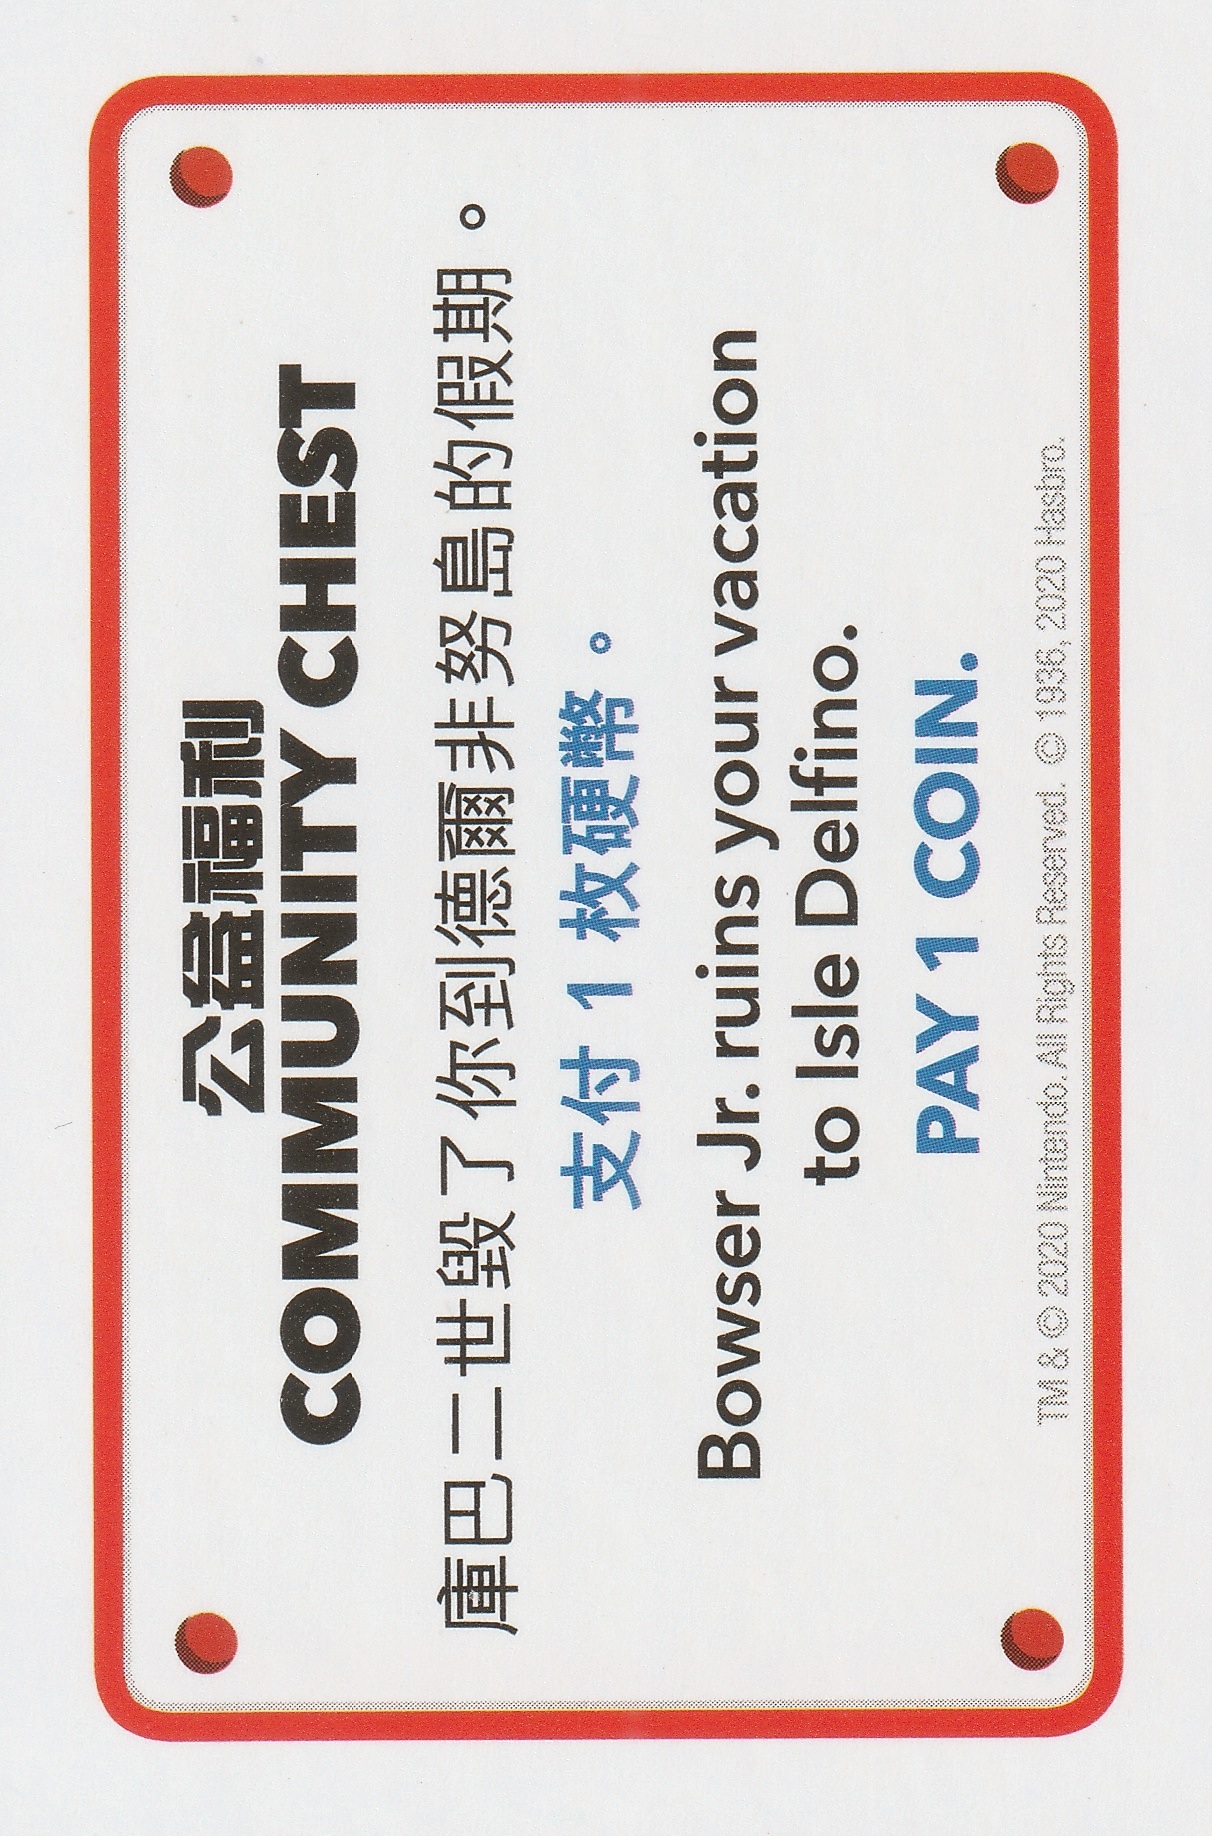 公益福利
COMMUNITY CHEST
庫巴二世毀了你到德爾非努島的假期。
支付 1 枚硬幣。
Bowser Jr. ruins your vacation
to Isle Delfino.
PAY 1 COIN.
TM & © 2020 Nintendo. All Rights Reserved. © 1936, 2020 Hasbro.